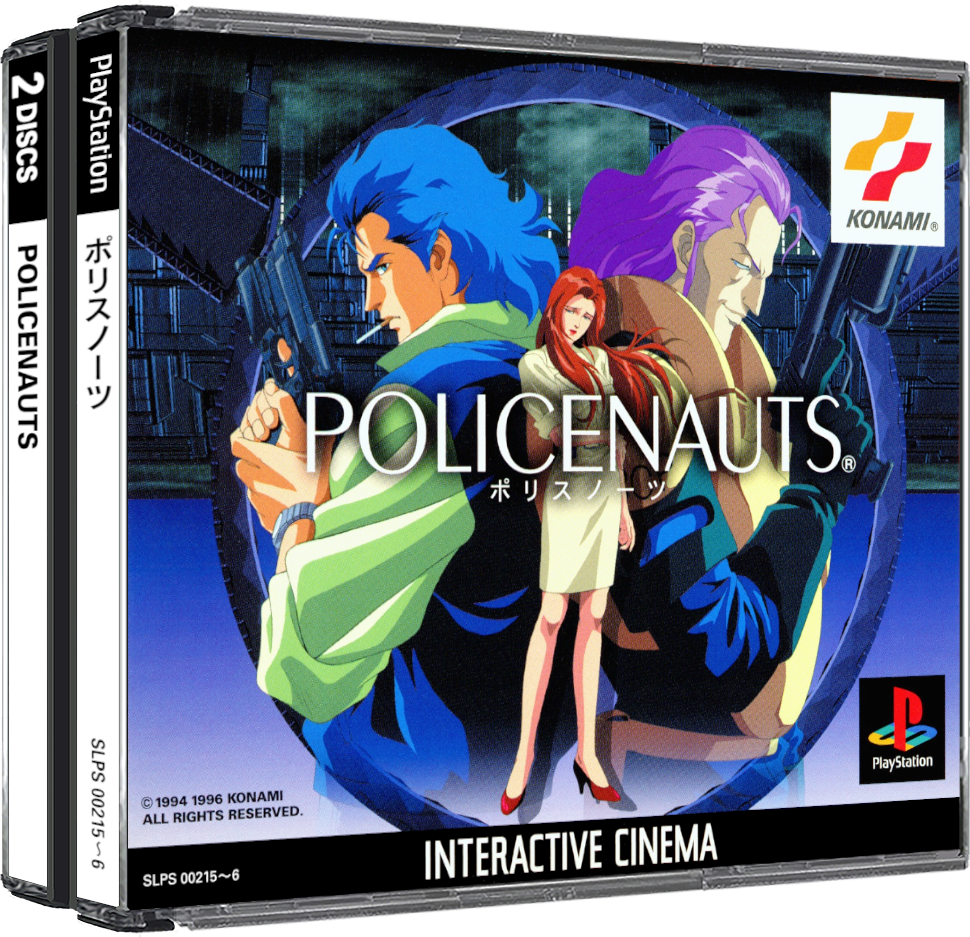 2 DISCS
POLICENAUTS
PlayStation
ポリスノーツ
SLPS 00215～6
KONAMI®
POLICENAUTS®
ポリスノーツ
PlayStation
©1994 1996 KONAMI
ALL RIGHTS RESERVED.
INTERACTIVE CINEMA
SLPS 00215～6